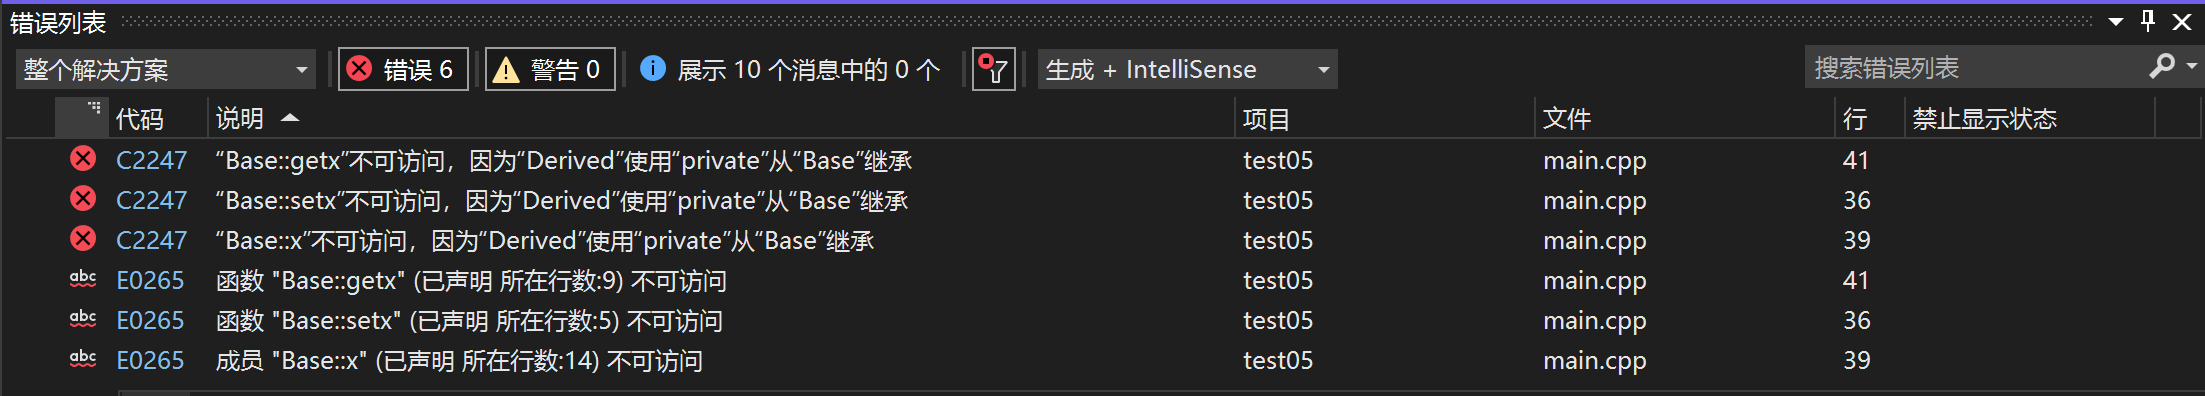 错误列表
整个解决方案 错误 6 警告 0 展示 10 个消息中的 0 个 生成 + IntelliSense 搜索错误列表
代码 说明 项目 文件 行 禁止显示状态
C2247 “Base::getx”不可访问，因为“Derived”使用“private”从“Base”继承 test05 main.cpp 41
C2247 “Base::setx”不可访问，因为“Derived”使用“private”从“Base”继承 test05 main.cpp 36
C2247 “Base::x”不可访问，因为“Derived”使用“private”从“Base”继承 test05 main.cpp 39
abc E0265 函数 "Base::getx" (已声明 所在行数:9) 不可访问 test05 main.cpp 41
abc E0265 函数 "Base::setx" (已声明 所在行数:5) 不可访问 test05 main.cpp 36
abc E0265 成员 "Base::x" (已声明 所在行数:14) 不可访问 test05 main.cpp 39